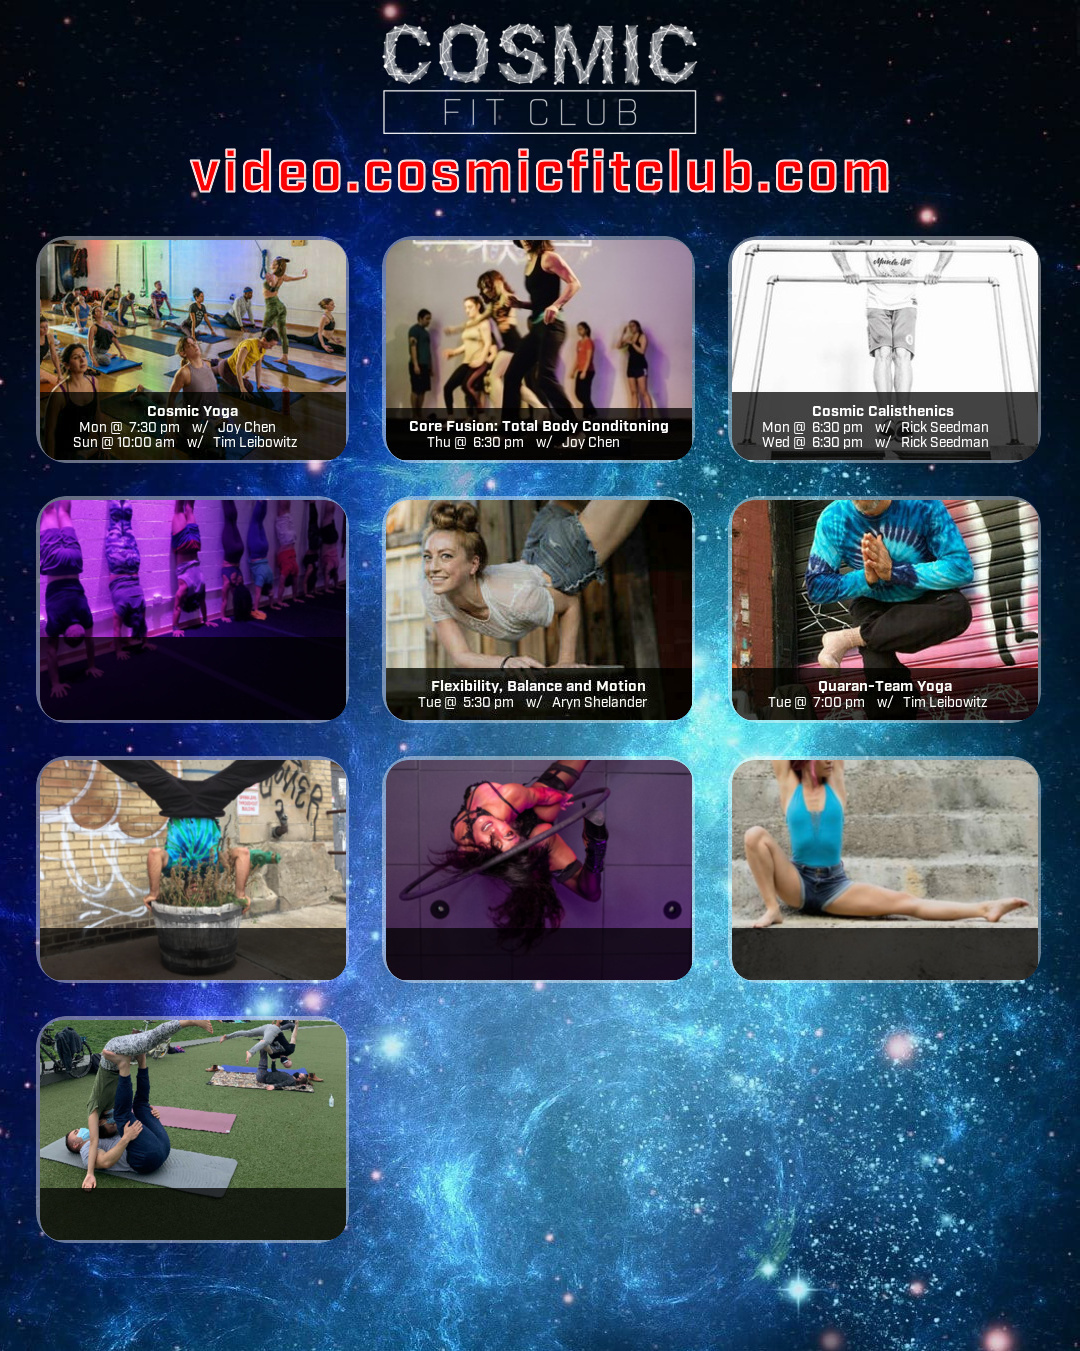 COSMIC
FIT CLUB
video.cosmicfitclub.com
Cosmic Yoga
Mon @ 7:30 pm w/ Joy Chen
Sun @ 10:00 am w/ Tim Leibowitz
Core Fusion: Total Body Conditoning
Thu @ 6:30 pm w/ Joy Chen
Cosmic Calisthenics
Mon @ 6:30 pm w/ Rick Seedman
Wed @ 6:30 pm w/ Rick Seedman
Flexibility, Balance and Motion
Tue @ 5:30 pm w/ Aryn Shelander
Quaran-Team Yoga
Tue @ 7:00 pm w/ Tim Leibowitz